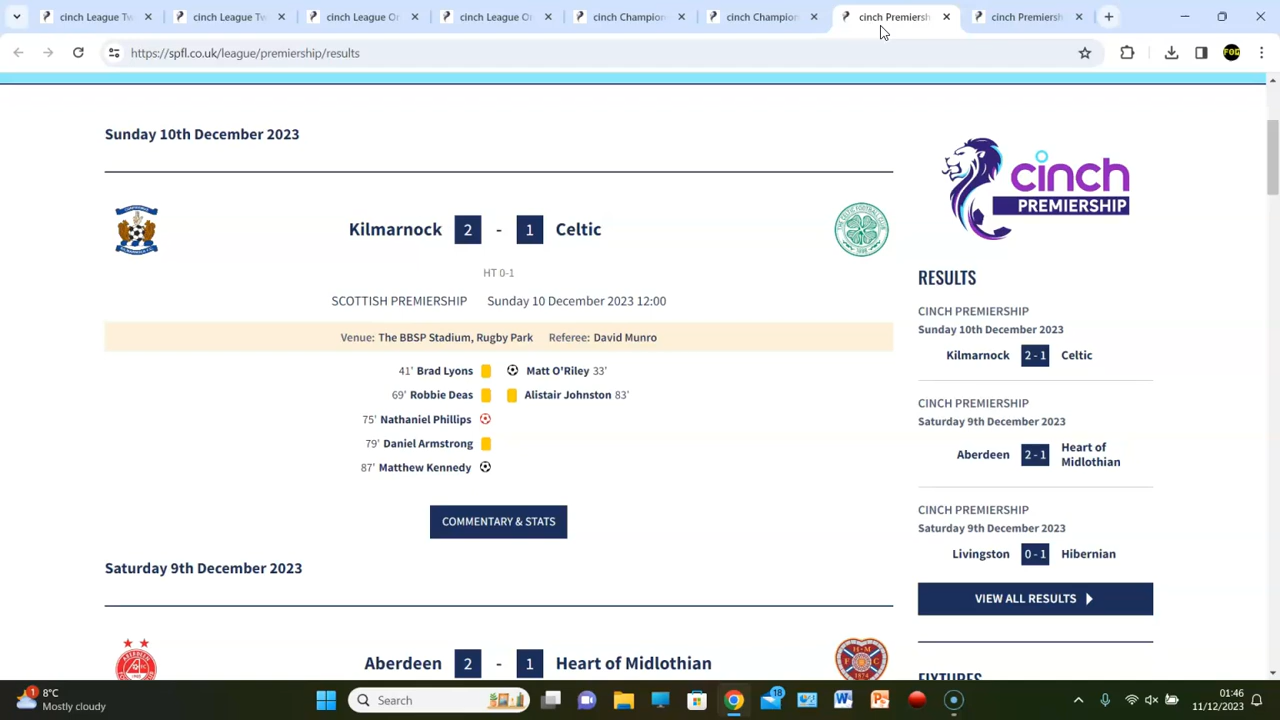 cinch League Tw
cinch League Tw
cinch League Or
cinch League Or
cinch Champion
cinch Champion
cinch Premiersh
cinch Premiersh
https://spfl.co.uk/league/premiership/results
FOG
Sunday 10th December 2023
Kilmarnock 2 - 1 Celtic
HT 0-1
SCOTTISH PREMIERSHIP Sunday 10 December 2023 12:00
Venue: The BBSP Stadium, Rugby Park Referee: David Munro
41' Brad Lyons Matt O'Riley 33'
69' Robbie Deas Alistair Johnston 83'
75' Nathaniel Phillips
79' Daniel Armstrong
87' Matthew Kennedy
COMMENTARY & STATS
Saturday 9th December 2023
Aberdeen 2 - 1 Heart of Midlothian
cinch
PREMIERSHIP
RESULTS
CINCH PREMIERSHIP
Sunday 10th December 2023
Kilmarnock 2 - 1 Celtic
CINCH PREMIERSHIP
Saturday 9th December 2023
Aberdeen 2 - 1 Heart of
Midlothian
CINCH PREMIERSHIP
Saturday 9th December 2023
Livingston 0 - 1 Hibernian
VIEW ALL RESULTS
FIXTURES
1
8°C
Mostly cloudy
Search
18
01:46
11/12/2023